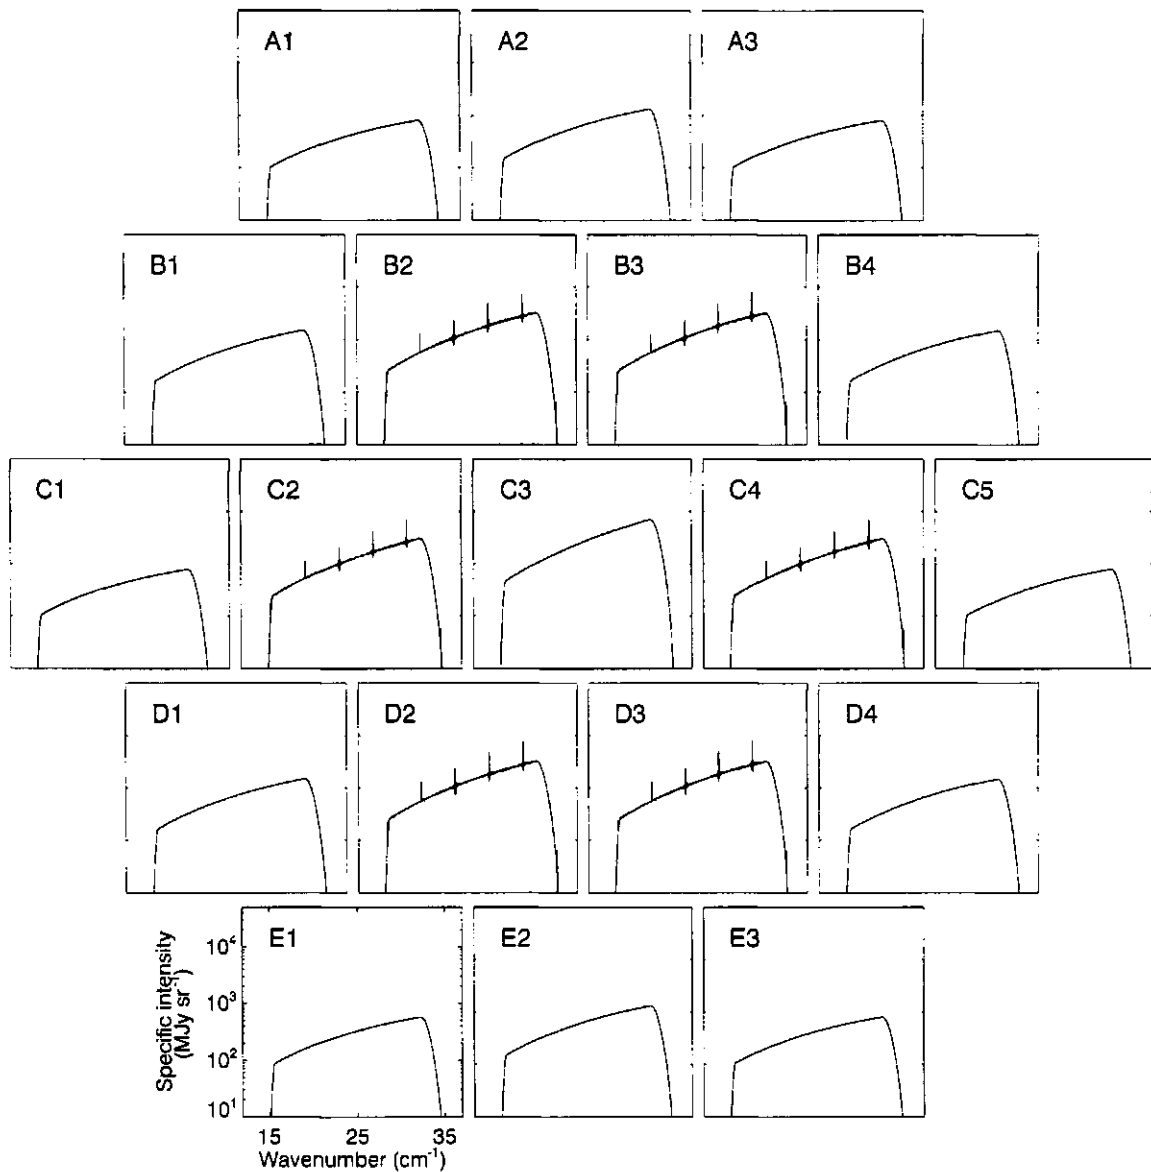 A1 A2 A3
B1 B2 B3 B4
C1 C2 C3 C4 C5
D1 D2 D3 D4
E1 E2 E3
Specific intensity
(MJy sr⁻¹)
10⁴
10³
10²
10¹
15 25 35
Wavenumber (cm⁻¹)